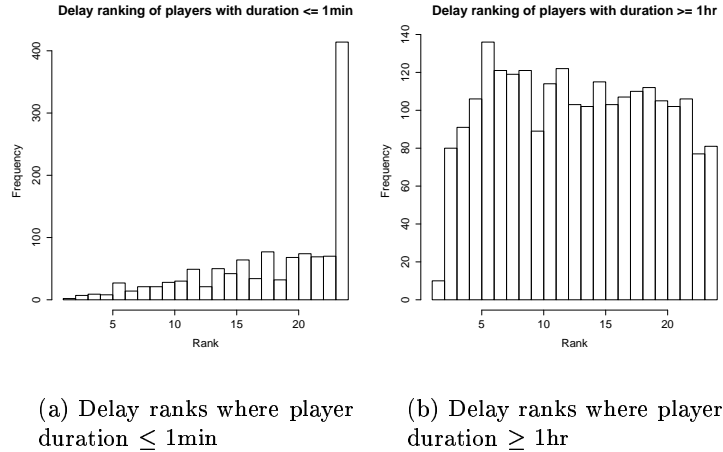 Delay ranking of players with duration <= 1min
Frequency
0
100
200
300
400
5
10
15
20
Rank
Delay ranking of players with duration >= 1hr
Frequency
0
20
40
60
80
100
120
140
5
10
15
20
Rank
(a) Delay ranks where player
duration ≤ 1min
(b) Delay ranks where player
duration ≥ 1hr